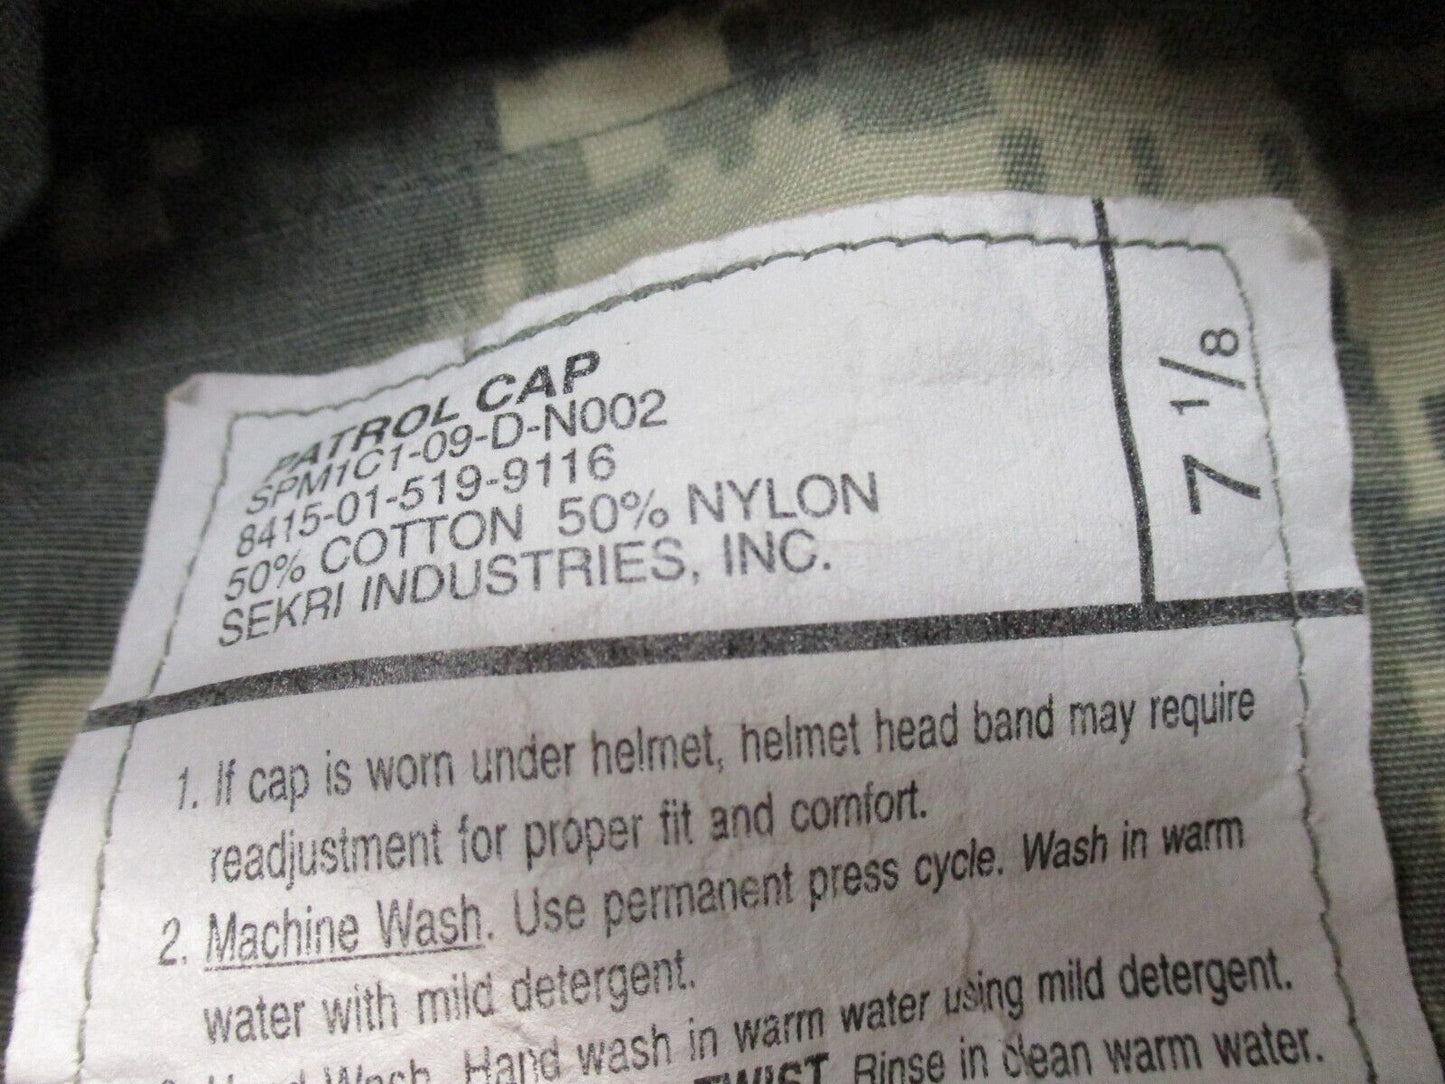 PATROL CAP
SPM1C1-09-D-N002
8415-01-519-9116
50% COTTON 50% NYLON
SEKRI INDUSTRIES, INC.
7 1/8
1. If cap is worn under helmet, helmet head band may require
readjustment for proper fit and comfort.
2. Machine Wash. Use permanent press cycle. Wash in warm
water with mild detergent.
Hand Wash. Hand wash in warm water using mild detergent.
TWIST. Rinse in clean warm water.